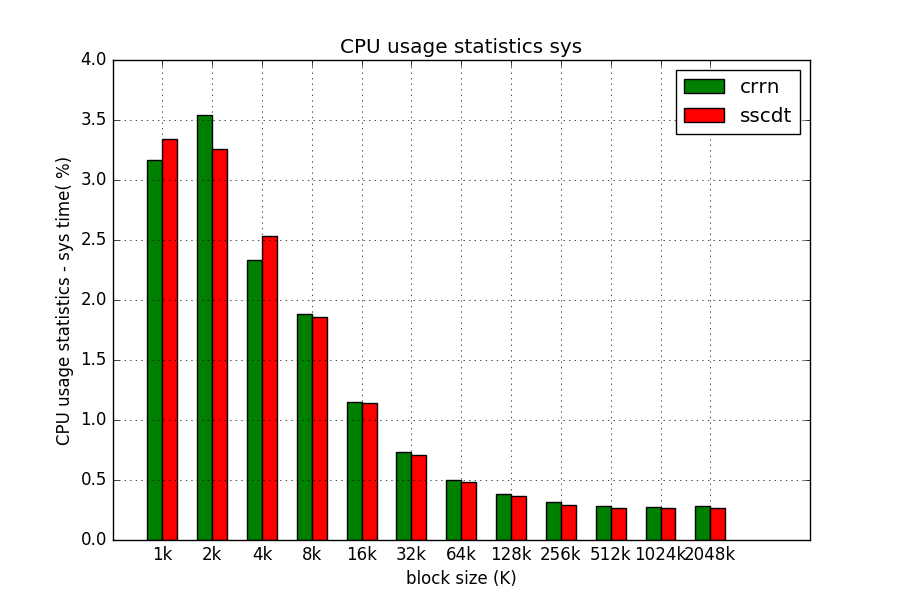 CPU usage statistics sys
crrn
sscdt
CPU usage statistics - sys time( %)
4.0
3.5
3.0
2.5
2.0
1.5
1.0
0.5
0.0
1k 2k 4k 8k 16k 32k 64k 128k 256k 512k 1024k 2048k
block size (K)